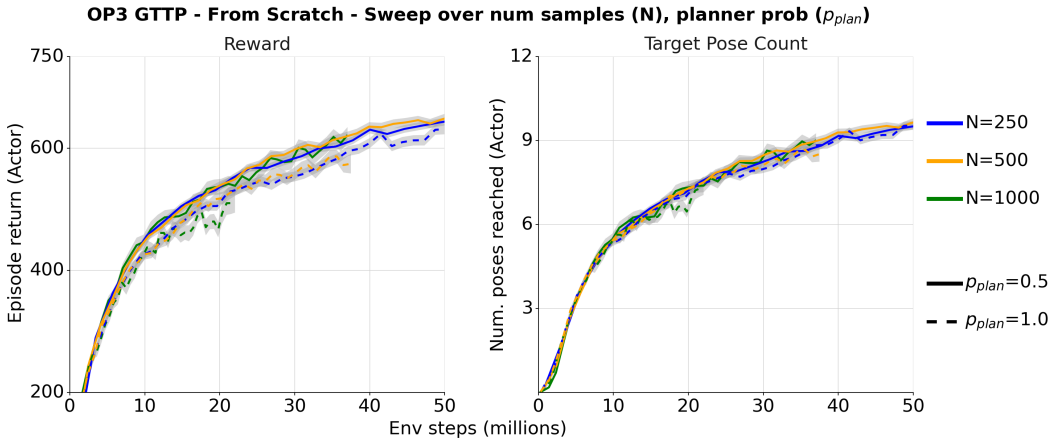 OP3 GTTP - From Scratch - Sweep over num samples (N), planner prob (p_plan)
Reward
Target Pose Count
Episode return (Actor)
750
600
400
200
0 10 20 30 40 50
Num. poses reached (Actor)
12
9
6
3
0 10 20 30 40 50
Env steps (millions)
N=250
N=500
N=1000
p_plan=0.5
p_plan=1.0